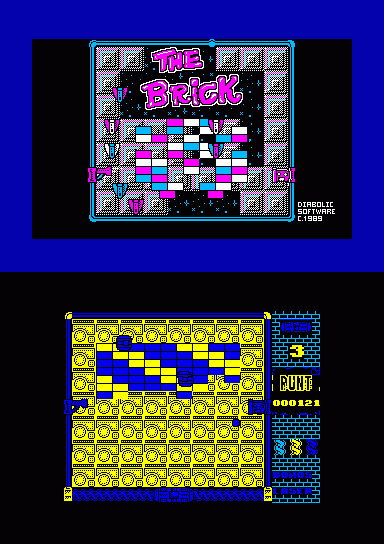 THE
BRICK
DIABOLIC
SOFTWARE
C.1989
3
PUNT
000121